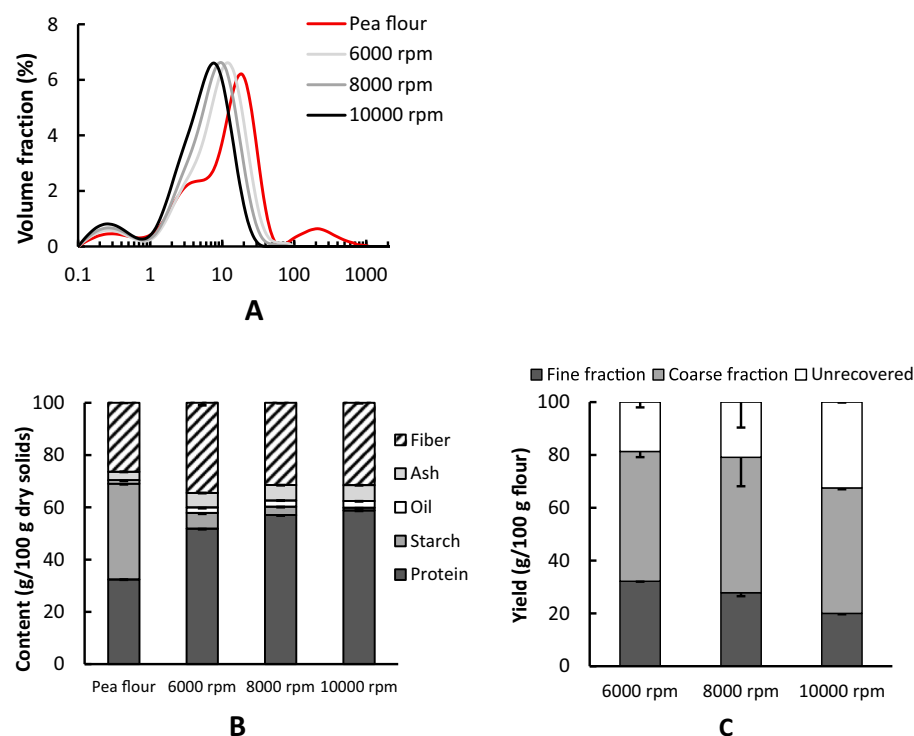 Volume fraction (%)
8
6
4
2
0
0.1 1 10 100 1000
Pea flour
6000 rpm
8000 rpm
10000 rpm
A
Content (g/100 g dry solids)
100
80
60
40
20
0
Pea flour 6000 rpm 8000 rpm 10000 rpm
Fiber
Ash
Oil
Starch
Protein
B
Fine fraction Coarse fraction Unrecovered
Yield (g/100 g flour)
100
80
60
40
20
0
6000 rpm 8000 rpm 10000 rpm
C